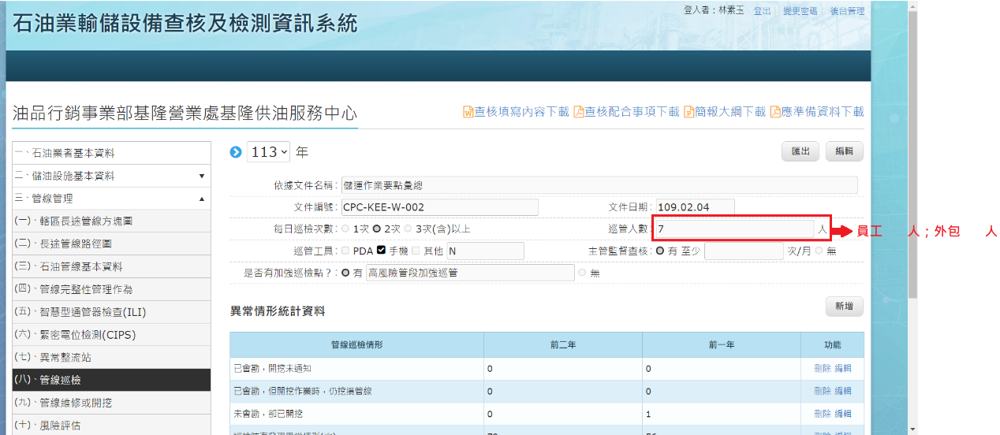 登入者：林素玉 登出 變更密碼 後台管理
石油業輸儲設備查核及檢測資訊系統
油品行銷事業部基隆營業處基隆供油服務中心
查核填寫內容下載 查核配合事項下載 簡報大綱下載 應準備資料下載
一、石油業者基本資料
二、儲油設施基本資料
三、管線管理
(一)、轄區長途管線方塊圖
(二)、長途管線路徑圖
(三)、石油管線基本資料
(四)、管線完整性管理作為
(五)、智慧型通管器檢查(ILI)
(六)、緊密電位檢測(CIPS)
(七)、異常整流站
(八)、管線巡檢
(九)、管線維修或開挖
(十)、風險評估
113 年 匯出 編輯
依據文件名稱： 儲運作業要點彙總
文件編號： CPC-KEE-W-002 文件日期： 109.02.04
每日巡檢次數： 1次 2次 3次(含)以上 巡管人數： 7 人 員工 人；外包 人
巡管工具： PDA 手機 其他 N 主管監督查核： 有 至少 次/月 無
是否有加強巡檢點？： 有 高風險管段加強巡管 無
異常情形統計資料 新增
管線巡檢情形 前二年 前一年 功能
已會勘，開挖未通知 0 0 刪除 編輯
已會勘，但開挖作業時，仍挖損管線 0 0 刪除 編輯
未會勘，卻已開挖 0 1 刪除 編輯